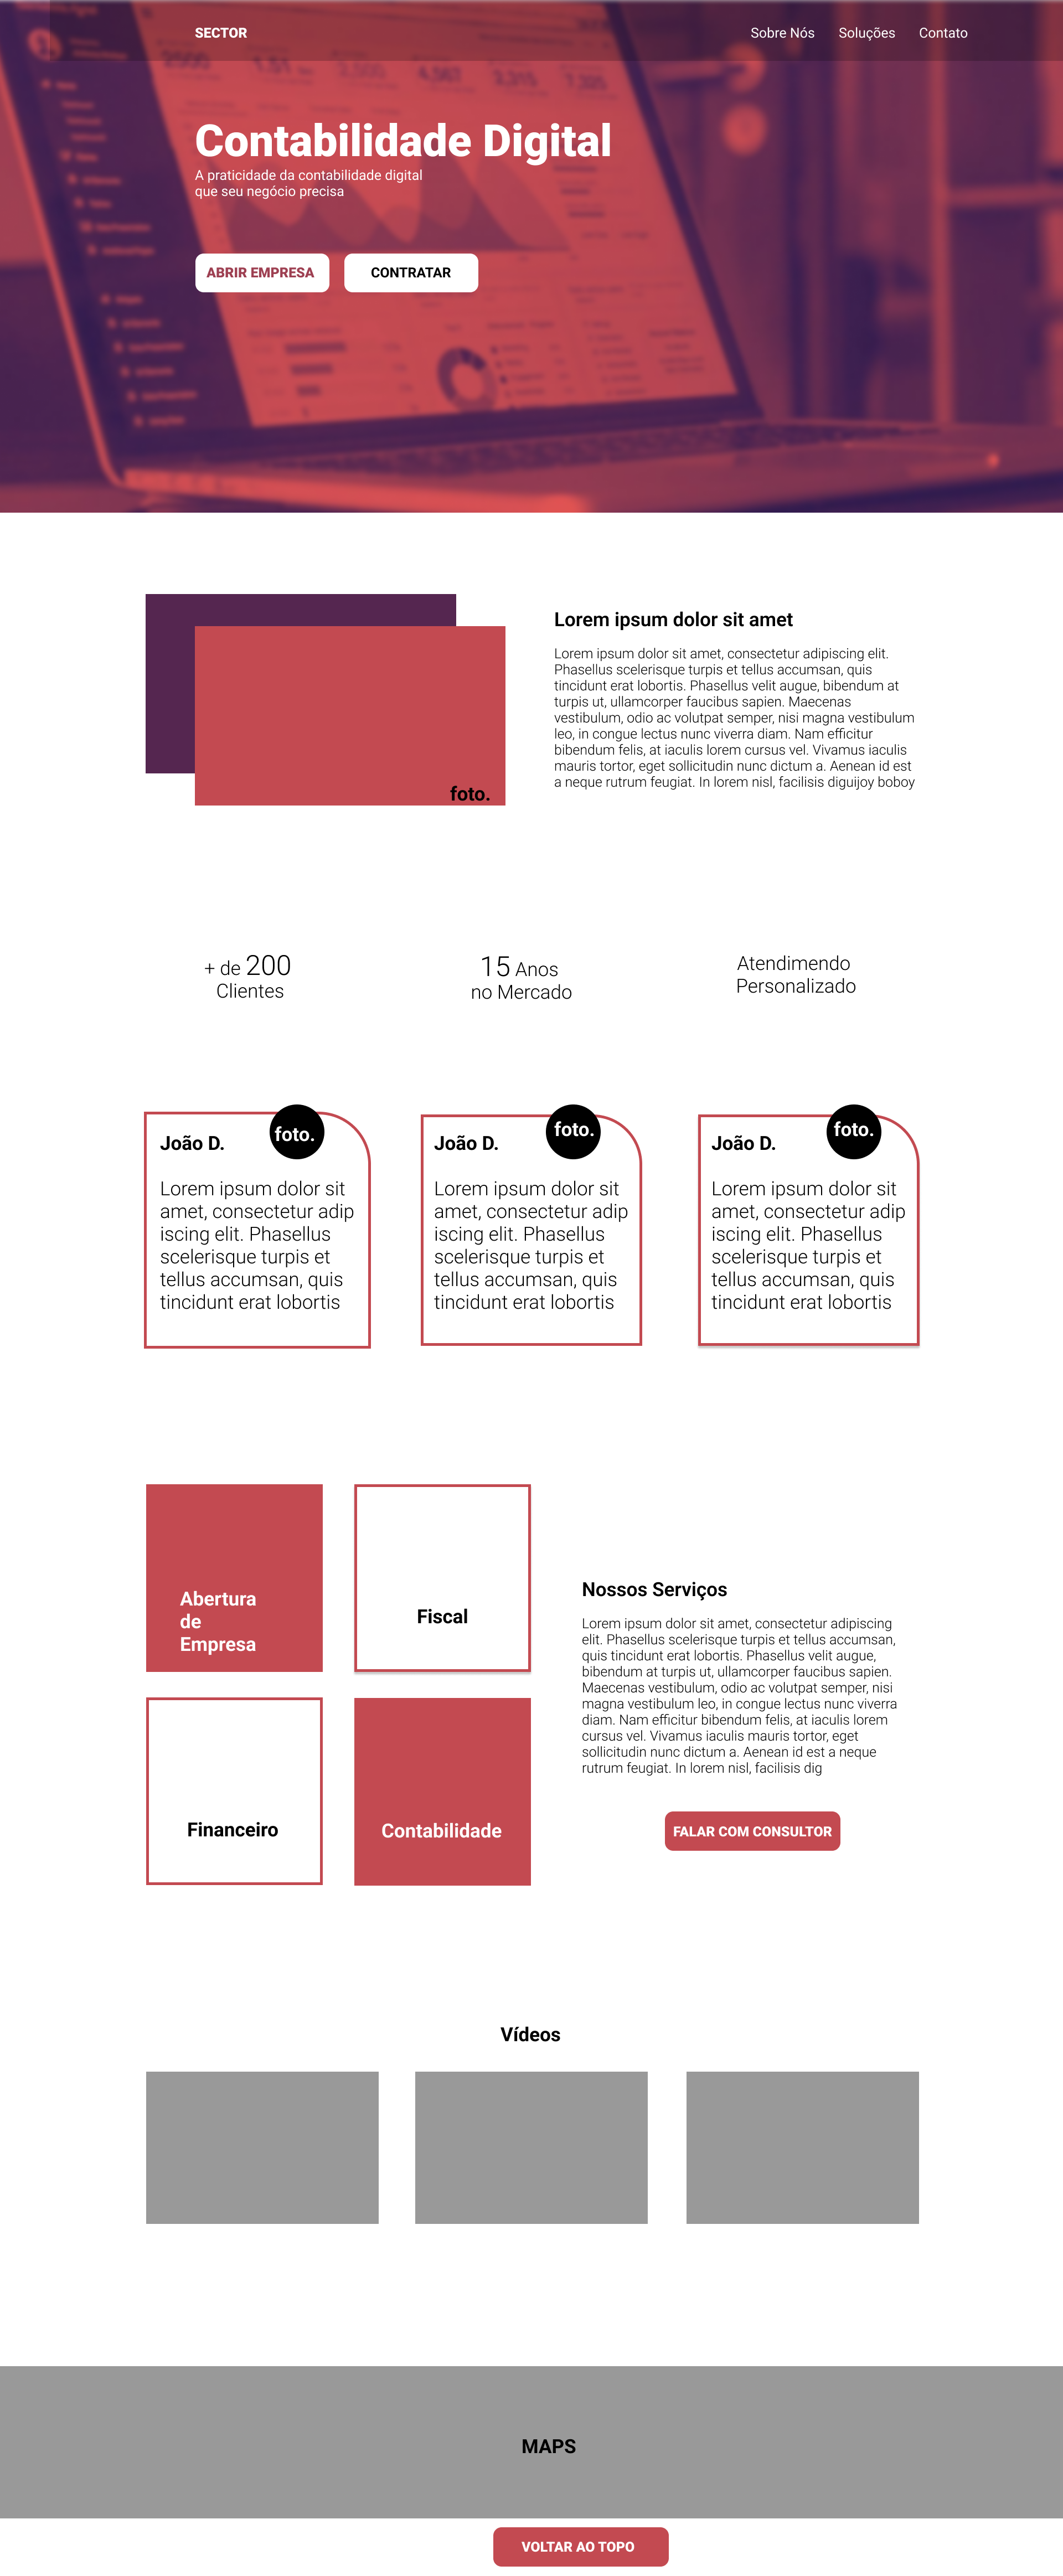 SECTOR
Sobre Nós
Soluções
Contato
Contabilidade Digital
A praticidade da contabilidade digital
que seu negócio precisa
ABRIR EMPRESA
CONTRATAR
foto.
Lorem ipsum dolor sit amet
Lorem ipsum dolor sit amet, consectetur adipiscing elit.
Phasellus scelerisque turpis et tellus accumsan, quis
tincidunt erat lobortis. Phasellus velit augue, bibendum at
turpis ut, ullamcorper faucibus sapien. Maecenas
vestibulum, odio ac volutpat semper, nisi magna vestibulum
leo, in congue lectus nunc viverra diam. Nam efficitur
bibendum felis, at iaculis lorem cursus vel. Vivamus iaculis
mauris tortor, eget sollicitudin nunc dictum a. Aenean id est
a neque rutrum feugiat. In lorem nisl, facilisis diguijoy boboy
+ de 200
Clientes
15 Anos
no Mercado
Atendimendo
Personalizado
João D.
foto.
Lorem ipsum dolor sit
amet, consectetur adip
iscing elit. Phasellus
scelerisque turpis et
tellus accumsan, quis
tincidunt erat lobortis
João D.
foto.
Lorem ipsum dolor sit
amet, consectetur adip
iscing elit. Phasellus
scelerisque turpis et
tellus accumsan, quis
tincidunt erat lobortis
João D.
foto.
Lorem ipsum dolor sit
amet, consectetur adip
iscing elit. Phasellus
scelerisque turpis et
tellus accumsan, quis
tincidunt erat lobortis
Abertura
de
Empresa
Fiscal
Financeiro
Contabilidade
Nossos Serviços
Lorem ipsum dolor sit amet, consectetur adipiscing
elit. Phasellus scelerisque turpis et tellus accumsan,
quis tincidunt erat lobortis. Phasellus velit augue,
bibendum at turpis ut, ullamcorper faucibus sapien.
Maecenas vestibulum, odio ac volutpat semper, nisi
magna vestibulum leo, in congue lectus nunc viverra
diam. Nam efficitur bibendum felis, at iaculis lorem
cursus vel. Vivamus iaculis mauris tortor, eget
sollicitudin nunc dictum a. Aenean id est a neque
rutrum feugiat. In lorem nisl, facilisis dig
FALAR COM CONSULTOR
Vídeos
MAPS
VOLTAR AO TOPO